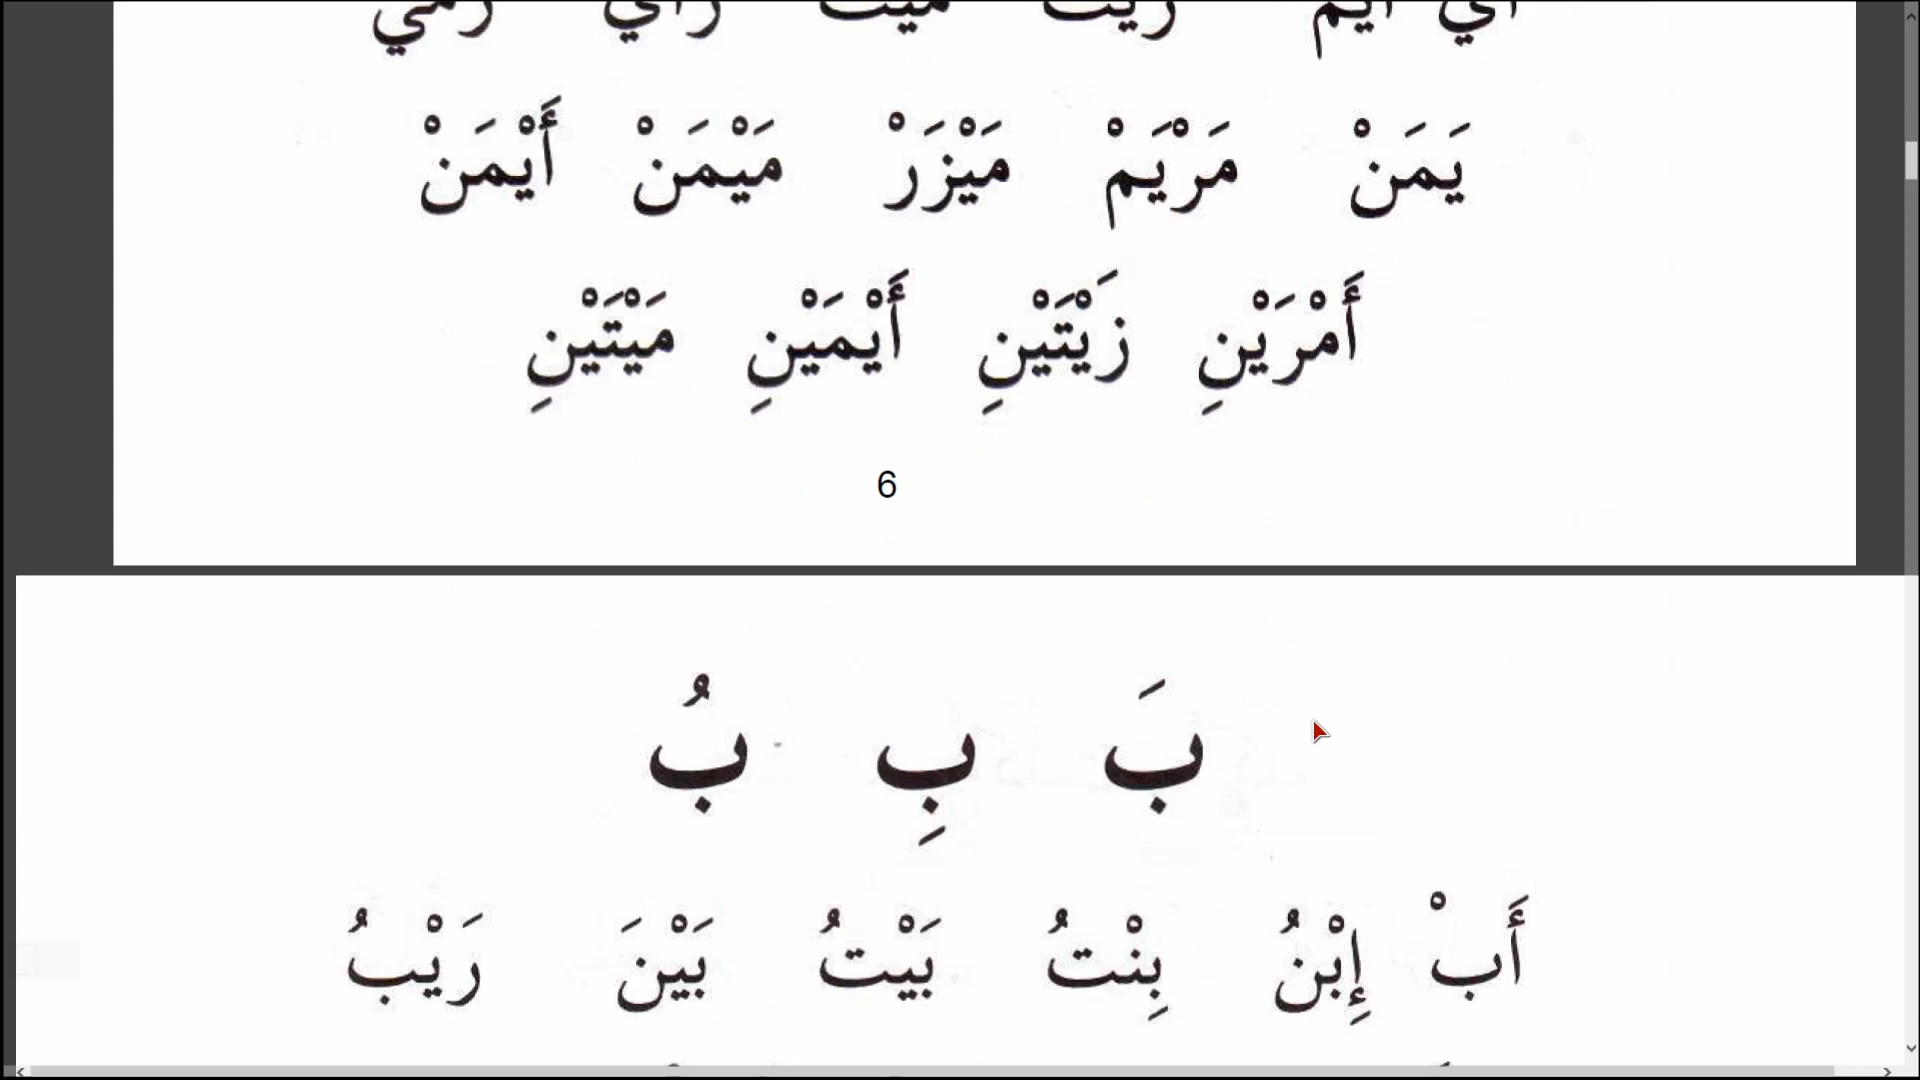 يَمَنْ مَرْيَمْ مَيْزَرْ مَيْمَنْ أَيْمَنْ
أَمْرَيْنِ زَيْتَيْنِ أَيْمَيْنِ مَيْتَيْنِ
6
بَ بِ بُ
أَبْ إِبْنُ بِنْتُ بَيْتُ بَيْنَ رَيْبُ